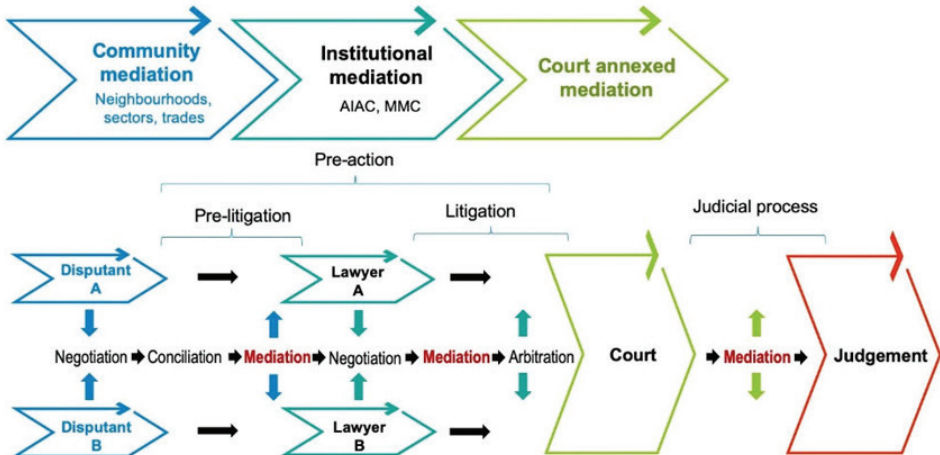 Community
mediation
Neighbourhoods,
sectors, trades
Institutional
mediation
AIAC, MMC
Court annexed
mediation
Pre-action
Pre-litigation
Litigation
Judicial process
Disputant
A
Lawyer
A
Negotiation
Conciliation
Mediation
Negotiation
Mediation
Arbitration
Court
Mediation
Judgement
Disputant
B
Lawyer
B